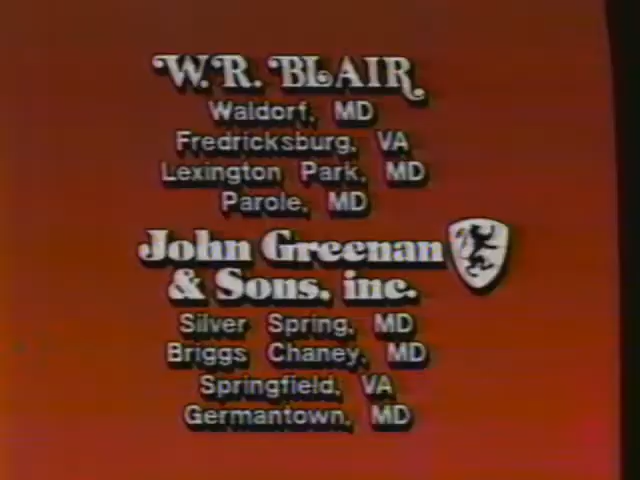 W.R. BLAIR
Waldorf, MD
Fredricksburg, VA
Lexington Park, MD
Parole, MD
John Greenan
& Sons, inc.
Silver Spring, MD
Briggs Chaney, MD
Springfield, VA
Germantown, MD